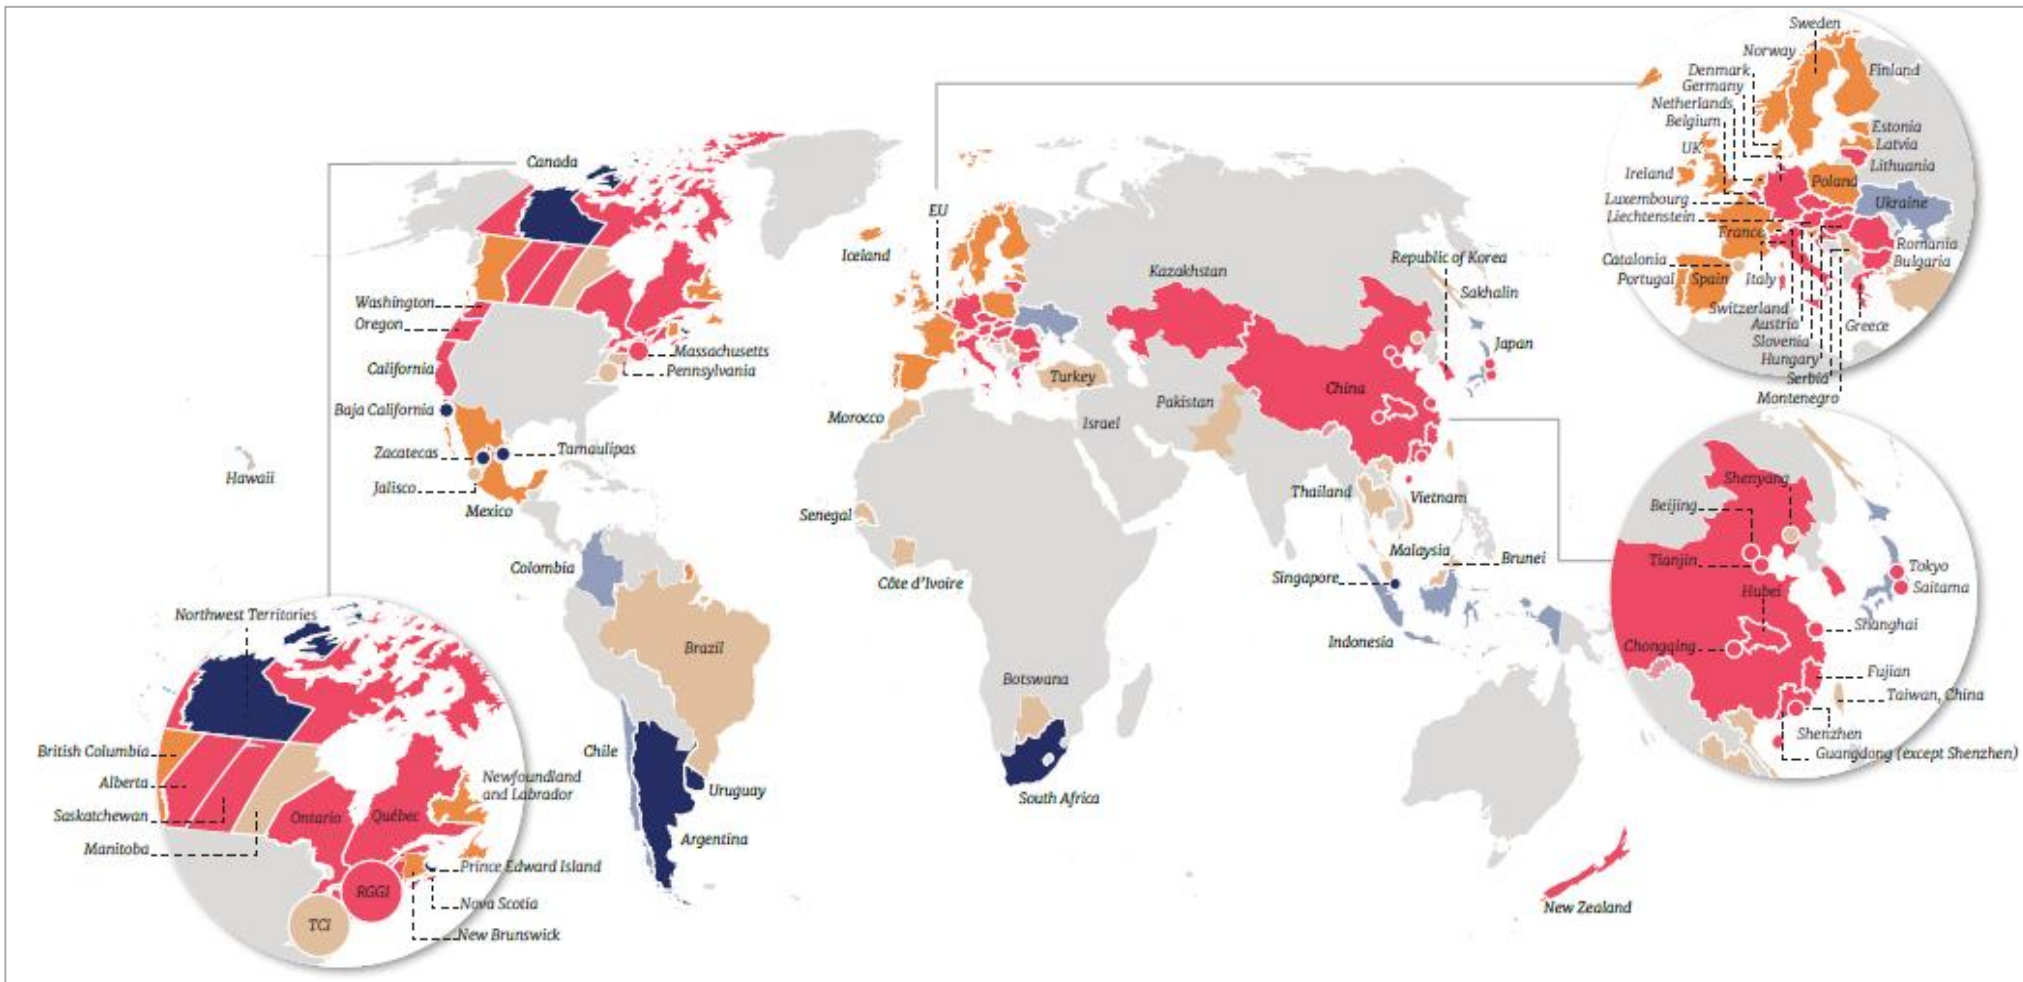 Canada
Washington
Oregon
California
Baja California
Zacatecas
Jalisco
Mexico
Tamaulipas
Massachusetts
Pennsylvania
Hawaii
Colombia
Brazil
Chile
Uruguay
Argentina
EU
Iceland
Morocco
Senegal
Côte d'Ivoire
Botswana
South Africa
Turkey
Israel
Kazakhstan
Pakistan
China
Republic of Korea
Sakhalin
Japan
Thailand
Vietnam
Malaysia
Brunei
Singapore
Indonesia
New Zealand
Northwest Territories
British Columbia
Alberta
Saskatchewan
Manitoba
Ontario
Québec
Newfoundland
and Labrador
Prince Edward Island
Nova Scotia
New Brunswick
RGGI
TCI
Sweden
Norway
Denmark
Germany
Netherlands
Belgium
Finland
Estonia
Latvia
Lithuania
UK
Ireland
Poland
Ukraine
Luxembourg
Liechtenstein
France
Romania
Bulgaria
Catalonia
Portugal
Spain
Italy
Switzerland
Austria
Slovenia
Hungary
Serbia
Montenegro
Greece
Shenyang
Beijing
Tianjin
Hubei
Chongqing
Tokyo
Saitama
Shanghai
Fujian
Taiwan, China
Shenzhen
Guangdong (except Shenzhen)